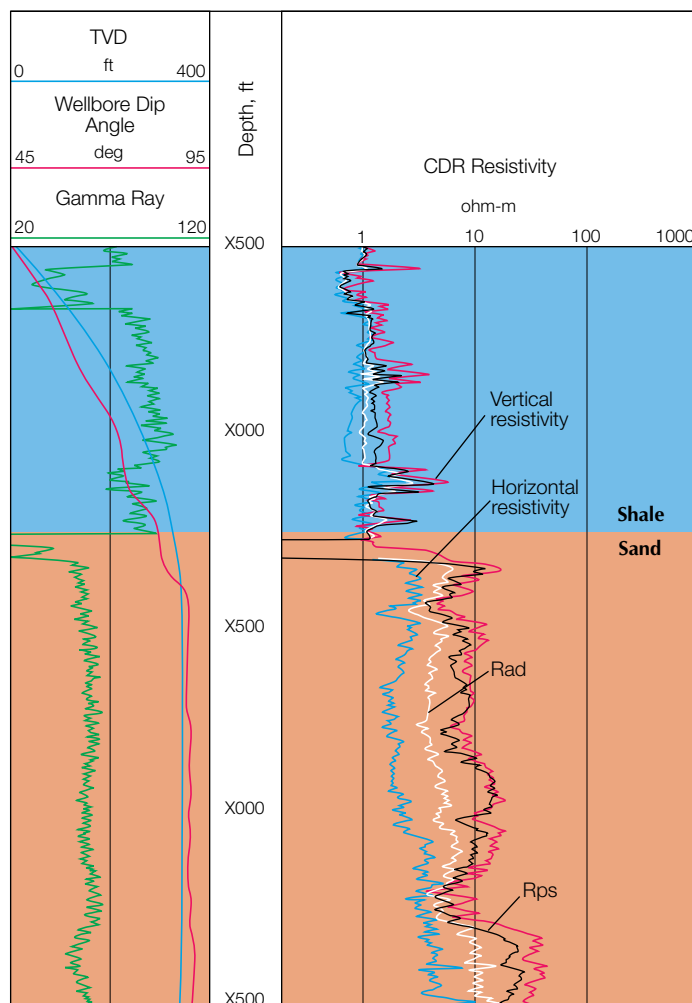 TVD
ft
0 400
Wellbore Dip
Angle
deg
45 95
Gamma Ray
20 120
Depth, ft
CDR Resistivity
ohm-m
1 10 100 1000
X500
X000
Vertical
resistivity
Horizontal
resistivity
Shale
Sand
X500
Rad
X000
Rps
X500